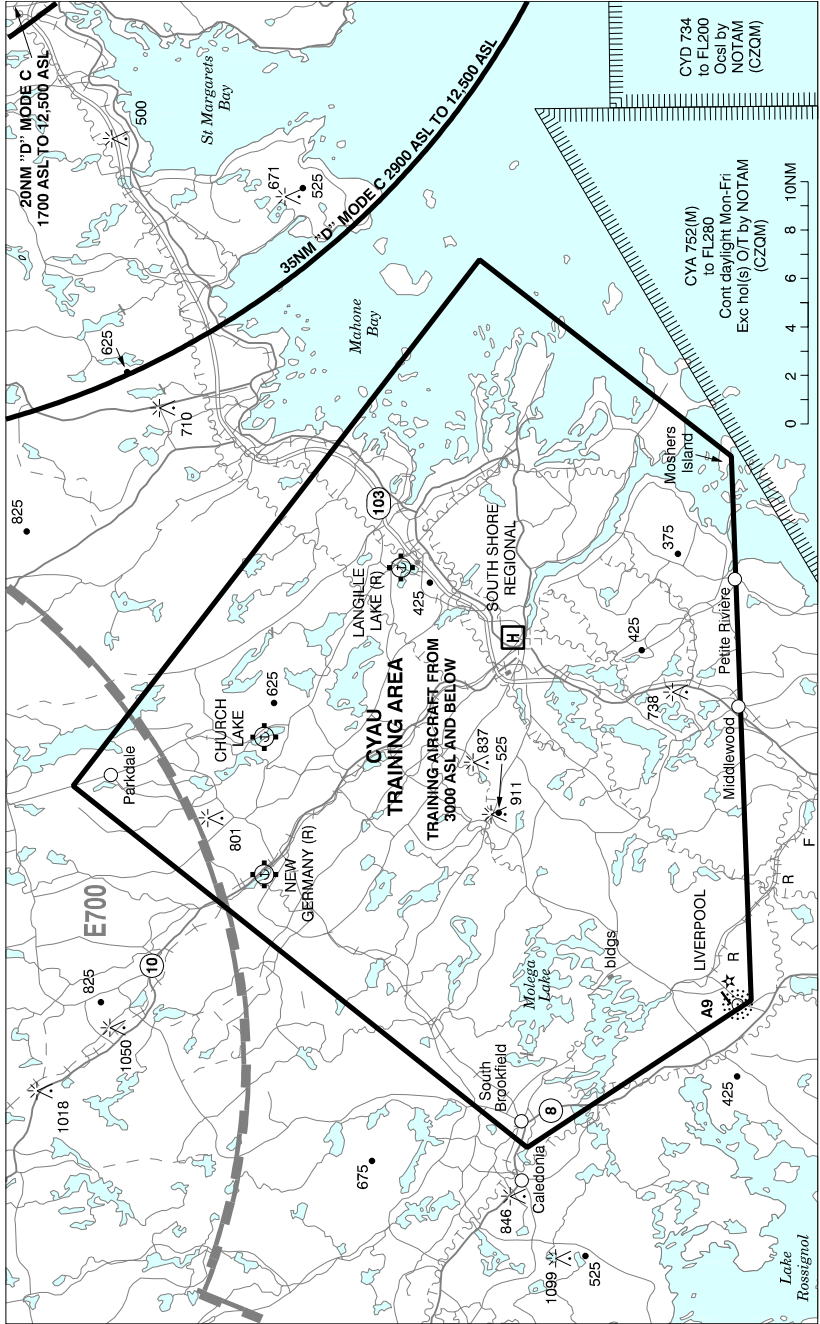 1018
1050
825
10
E700
801
Parkdale
825
710
625
20NM "D" MODE C
1700 ASL TO 12,500 ASL
500
St Margarets
Bay
671
525
35NM "D" MODE C 2900 ASL TO 12,500 ASL
Mahone
Bay
675
NEW
GERMANY (R)
CHURCH
LAKE
625
LANGILLE
LAKE (R)
425
103
CYAU
TRAINING AREA
TRAINING AIRCRAFT FROM
3000 ASL AND BELOW
837
525
911
H
SOUTH SHORE
REGIONAL
846
Caledonia
South
Brookfield
8
Molega
Lake
bldgs
1099
525
425
738
425
375
Moshers
Island
A9
LIVERPOOL
R
R
F
Middlewood
Petite Rivière
Lake
Rossignol
CYA 752(M)
to FL280
Cont daylight Mon-Fri
Exc hol(s) O/T by NOTAM
(CZQM)
CYD 734
to FL200
Ocsl by
NOTAM
(CZQM)
0 2 4 6 8 10NM